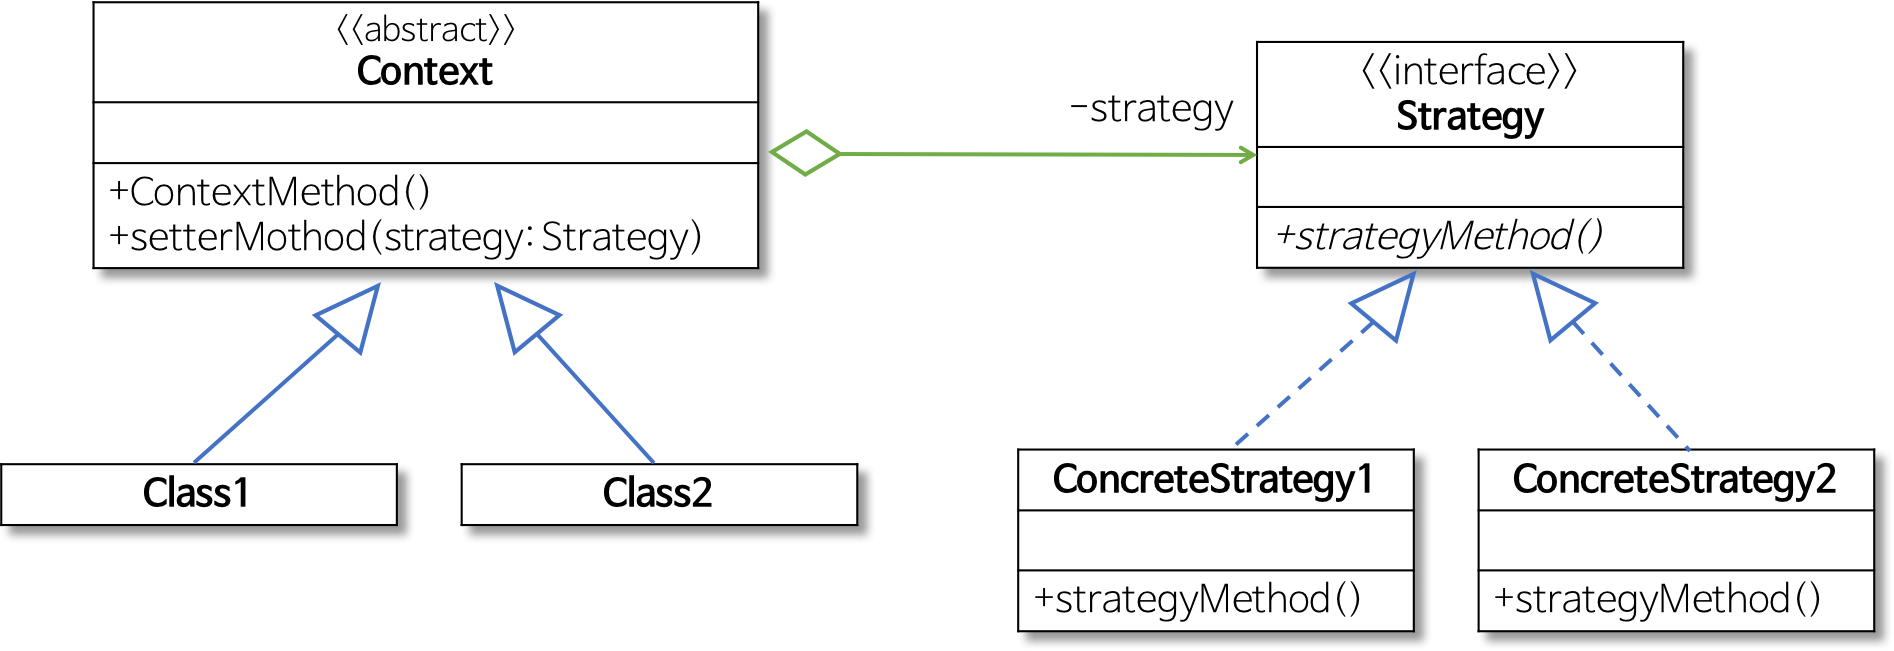 《abstract》
Context
+ContextMethod()
+setterMothod(strategy: Strategy)
-strategy
《interface》
Strategy
+strategyMethod()
Class1
Class2
ConcreteStrategy1
+strategyMethod()
ConcreteStrategy2
+strategyMethod()